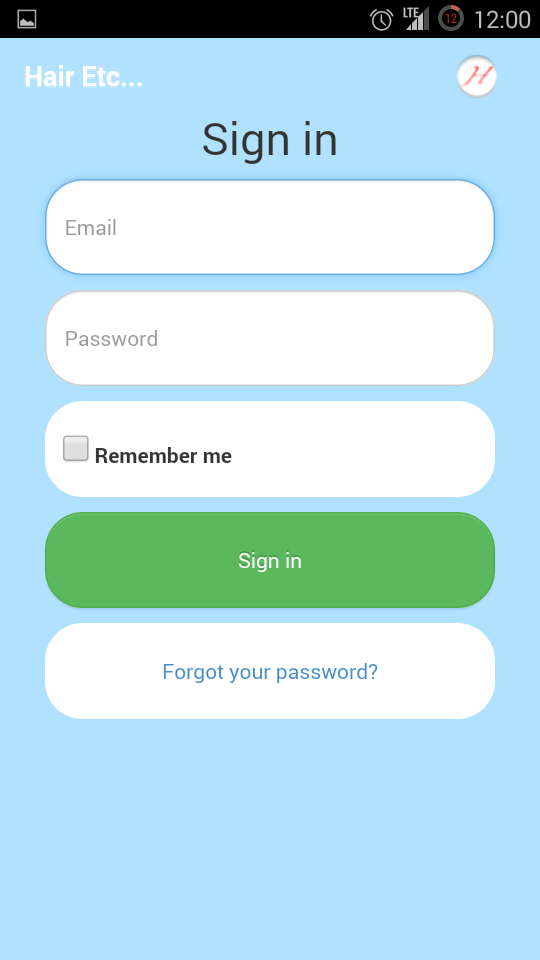 LTE 12 12:00
Hair Etc...
H
Sign in
Email
Password
Remember me
Sign in
Forgot your password?